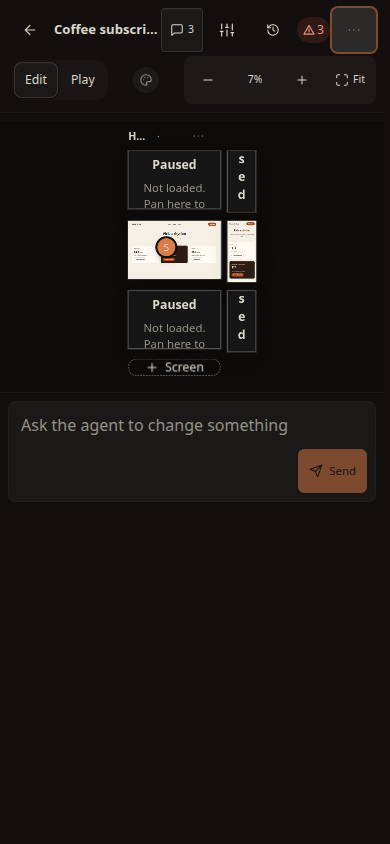 Coffee subscri...
3
3
...
Edit
Play
7%
Fit
H...
·
...
Paused
Not loaded.
Pan here to
s
e
d
S
Paused
Not loaded.
Pan here to
s
e
d
Screen
Ask the agent to change something
Send